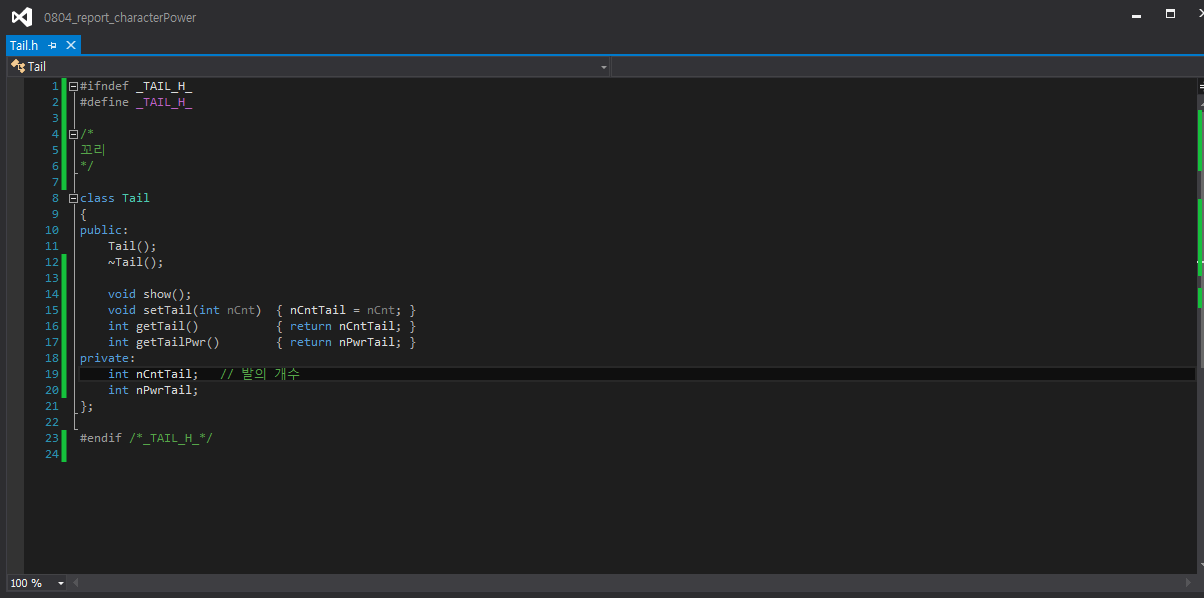 0804_report_characterPower
Tail.h
Tail
1 #ifndef _TAIL_H_
2 #define _TAIL_H_
3
4 /*
5 꼬리
6 */
7
8 class Tail
9 {
10 public:
11     Tail();
12     ~Tail();
13
14     void show();
15     void setTail(int nCnt)  { nCntTail = nCnt; }
16     int getTail()           { return nCntTail; }
17     int getTailPwr()        { return nPwrTail; }
18 private:
19     int nCntTail;   // 발의 개수
20     int nPwrTail;
21 };
22
23 #endif /*_TAIL_H_*/
24
100 %